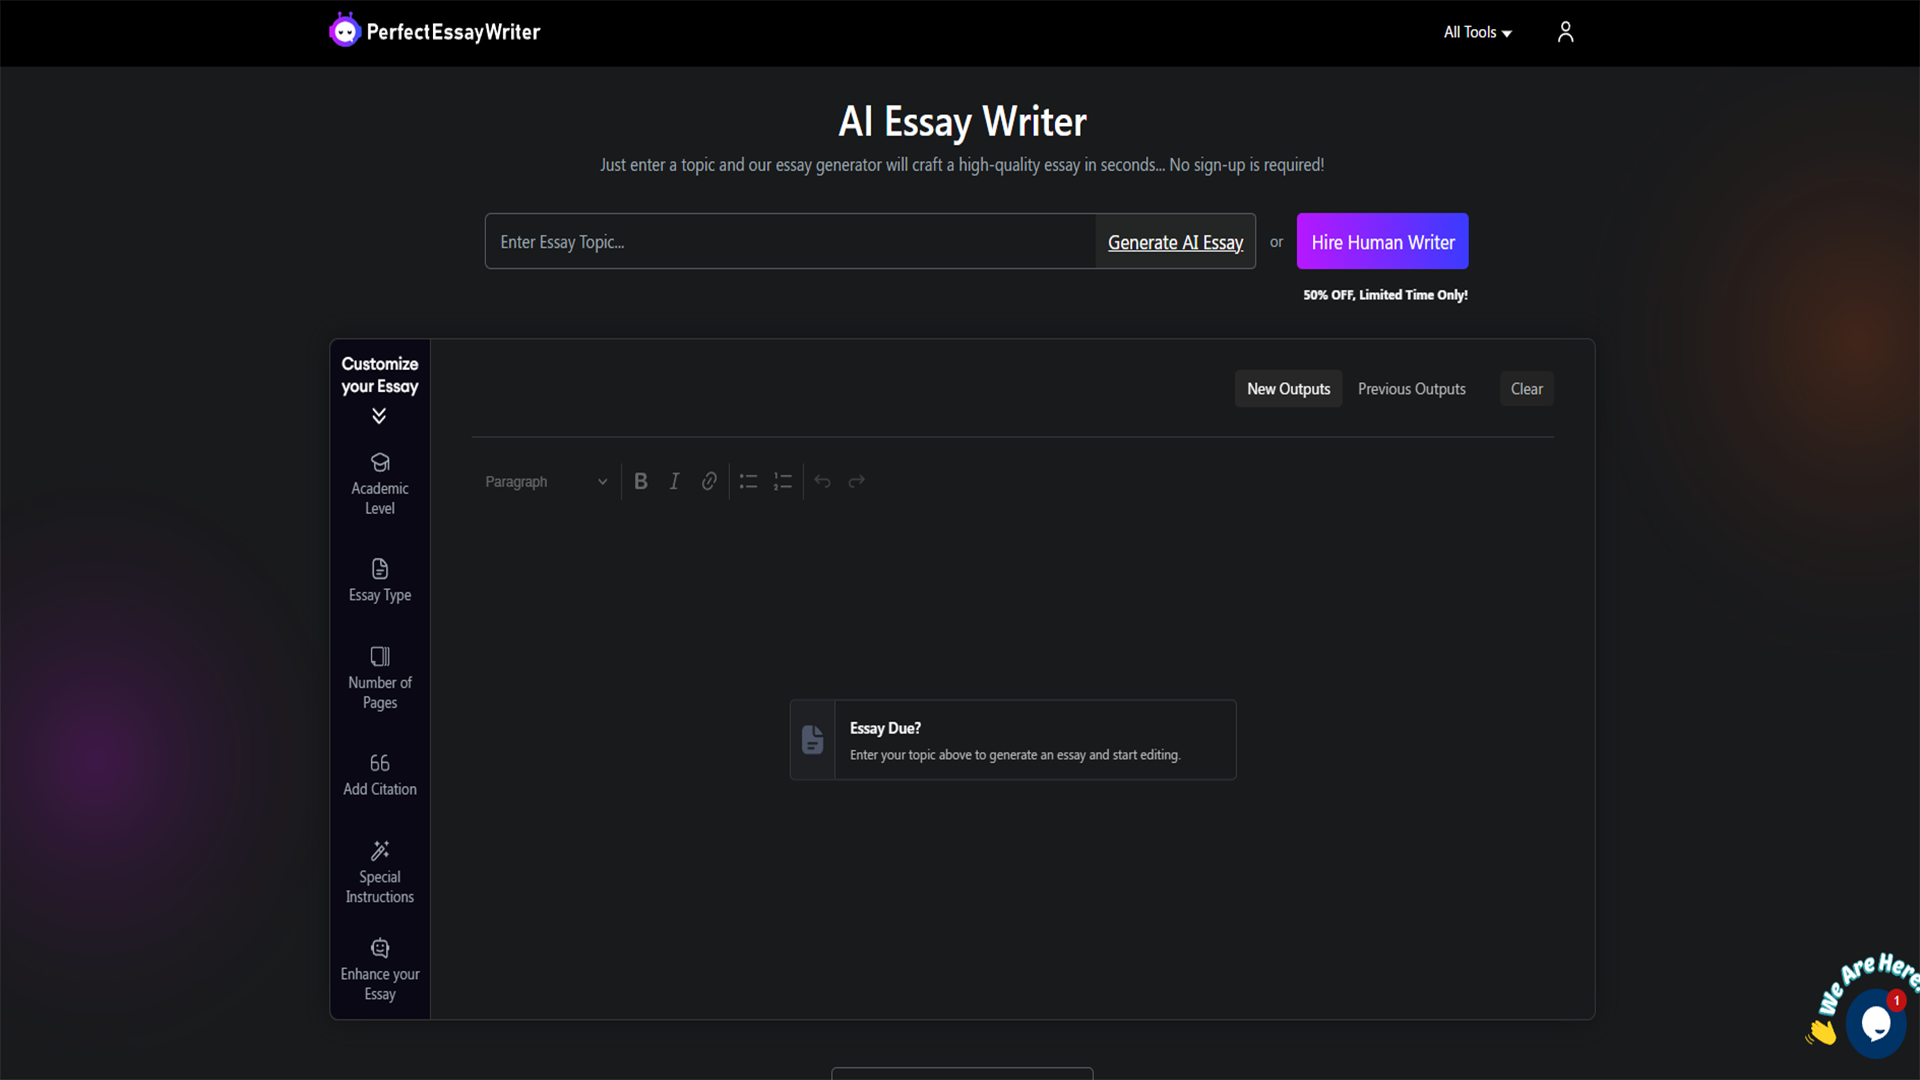 PerfectEssayWriter
All Tools
AI Essay Writer
Just enter a topic and our essay generator will craft a high-quality essay in seconds... No sign-up is required!
Enter Essay Topic...
Generate AI Essay
or
Hire Human Writer
50% OFF, Limited Time Only!
Customize
your Essay
New Outputs
Previous Outputs
Clear
Academic
Level
Paragraph
Essay Type
Number of
Pages
Essay Due?
Enter your topic above to generate an essay and start editing.
Add Citation
Special
Instructions
Enhance your
Essay
We Are Here!
1